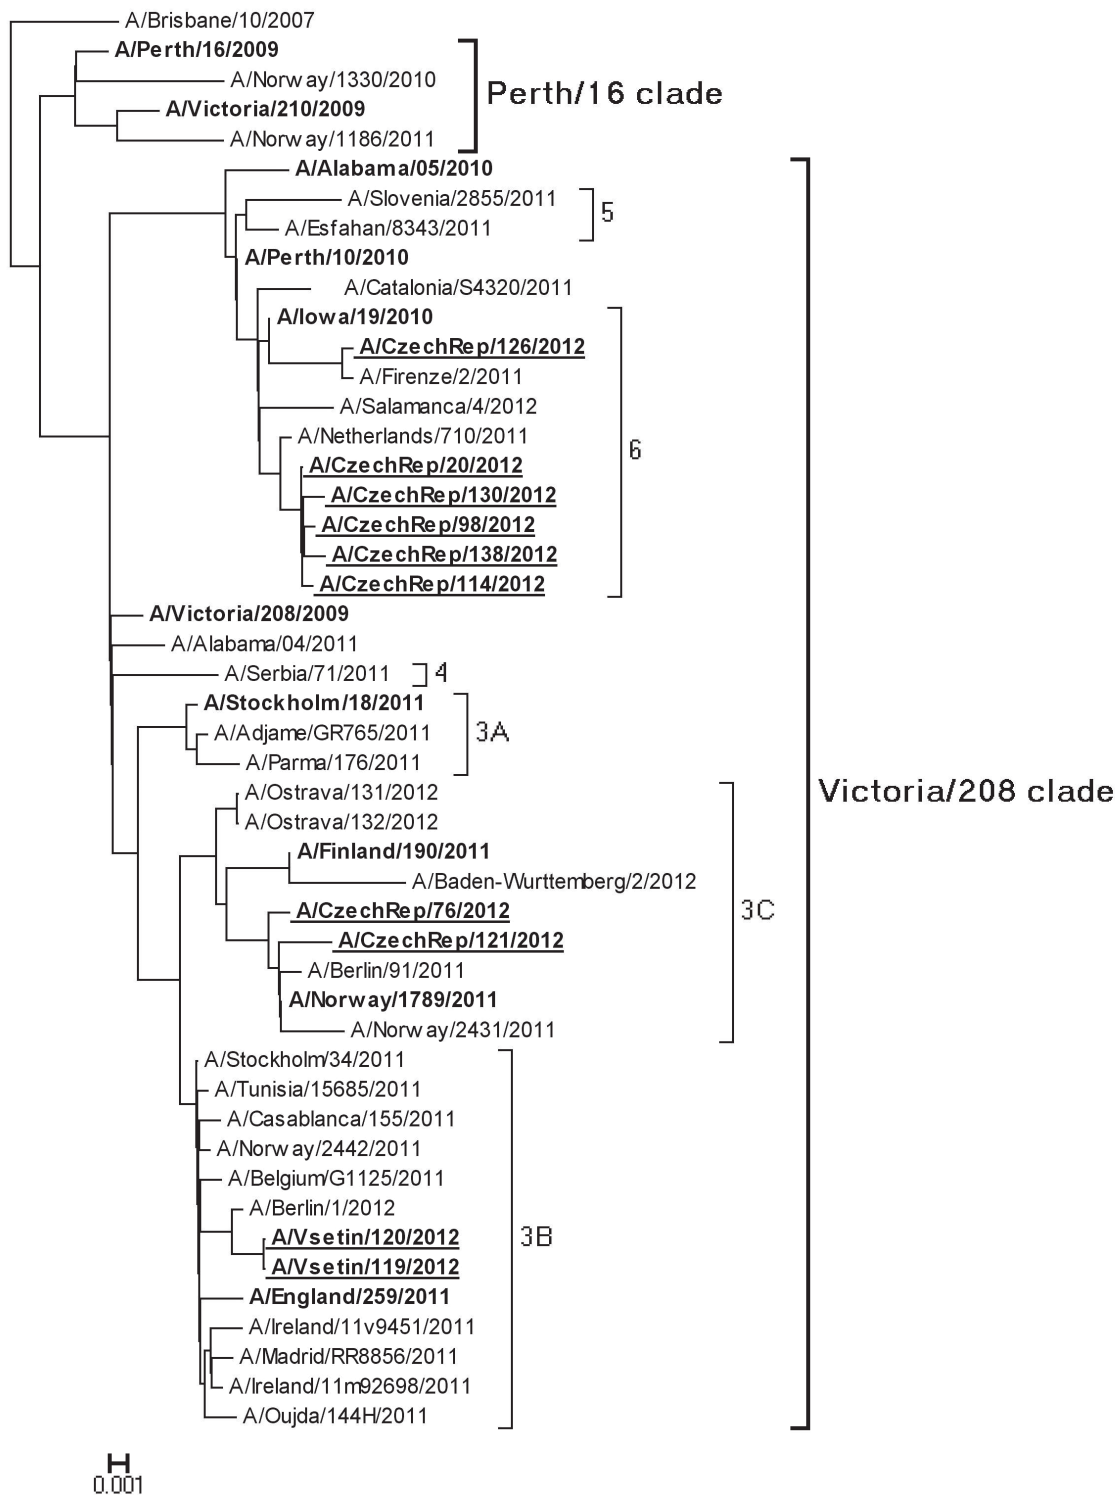 A/Brisbane/10/2007
A/Perth/16/2009
A/Norway/1330/2010
Perth/16 clade
A/Victoria/210/2009
A/Norway/1186/2011
A/Alabama/05/2010
A/Slovenia/2855/2011
5
A/Esfahan/8343/2011
A/Perth/10/2010
A/Catalonia/S4320/2011
A/Iowa/19/2010
A/CzechRep/126/2012
A/Firenze/2/2011
A/Salamanca/4/2012
A/Netherlands/710/2011
6
A/CzechRep/20/2012
A/CzechRep/130/2012
A/CzechRep/98/2012
A/CzechRep/138/2012
A/CzechRep/114/2012
A/Victoria/208/2009
A/Alabama/04/2011
A/Serbia/71/2011
4
A/Stockholm/18/2011
A/Adjame/GR765/2011
3A
A/Parma/176/2011
A/Ostrava/131/2012
Victoria/208 clade
A/Ostrava/132/2012
A/Finland/190/2011
A/Baden-Wurttemberg/2/2012
A/CzechRep/76/2012
3C
A/CzechRep/121/2012
A/Berlin/91/2011
A/Norway/1789/2011
A/Norway/2431/2011
A/Stockholm/34/2011
A/Tunisia/15685/2011
A/Casablanca/155/2011
A/Norway/2442/2011
A/Belgium/G1125/2011
A/Berlin/1/2012
A/Vsetin/120/2012
3B
A/Vsetin/119/2012
A/England/259/2011
A/Ireland/11v9451/2011
A/Madrid/RR8856/2011
A/Ireland/11m92698/2011
A/Oujda/144H/2011
0.001